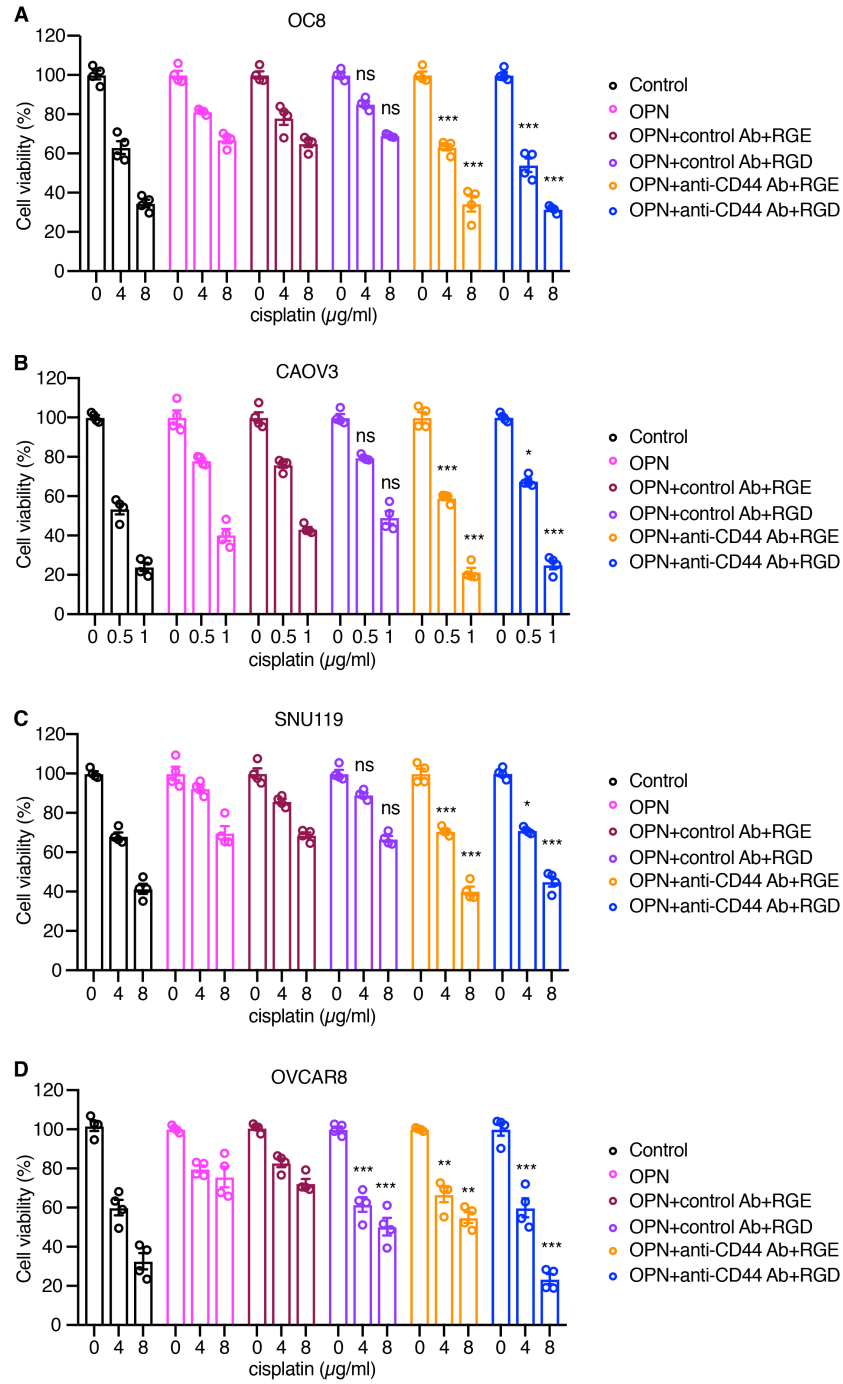 A
OC8
120
100
80
60
40
20
0
Cell viability (%)
ns
ns
***
***
***
***
0 4 8 0 4 8 0 4 8 0 4 8 0 4 8 0 4 8
cisplatin (µg/ml)
Control
OPN
OPN+control Ab+RGE
OPN+control Ab+RGD
OPN+anti-CD44 Ab+RGE
OPN+anti-CD44 Ab+RGD
B
CAOV3
120
100
80
60
40
20
0
Cell viability (%)
ns
ns
***
***
*
***
0 0.5 1 0 0.5 1 0 0.5 1 0 0.5 1 0 0.5 1 0 0.5 1
cisplatin (µg/ml)
Control
OPN
OPN+control Ab+RGE
OPN+control Ab+RGD
OPN+anti-CD44 Ab+RGE
OPN+anti-CD44 Ab+RGD
C
SNU119
120
100
80
60
40
20
0
Cell viability (%)
ns
ns
***
***
*
***
0 4 8 0 4 8 0 4 8 0 4 8 0 4 8 0 4 8
cisplatin (µg/ml)
Control
OPN
OPN+control Ab+RGE
OPN+control Ab+RGD
OPN+anti-CD44 Ab+RGE
OPN+anti-CD44 Ab+RGD
D
OVCAR8
120
100
80
60
40
20
0
Cell viability (%)
***
***
**
**
***
***
0 4 8 0 4 8 0 4 8 0 4 8 0 4 8 0 4 8
cisplatin (µg/ml)
Control
OPN
OPN+control Ab+RGE
OPN+control Ab+RGD
OPN+anti-CD44 Ab+RGE
OPN+anti-CD44 Ab+RGD